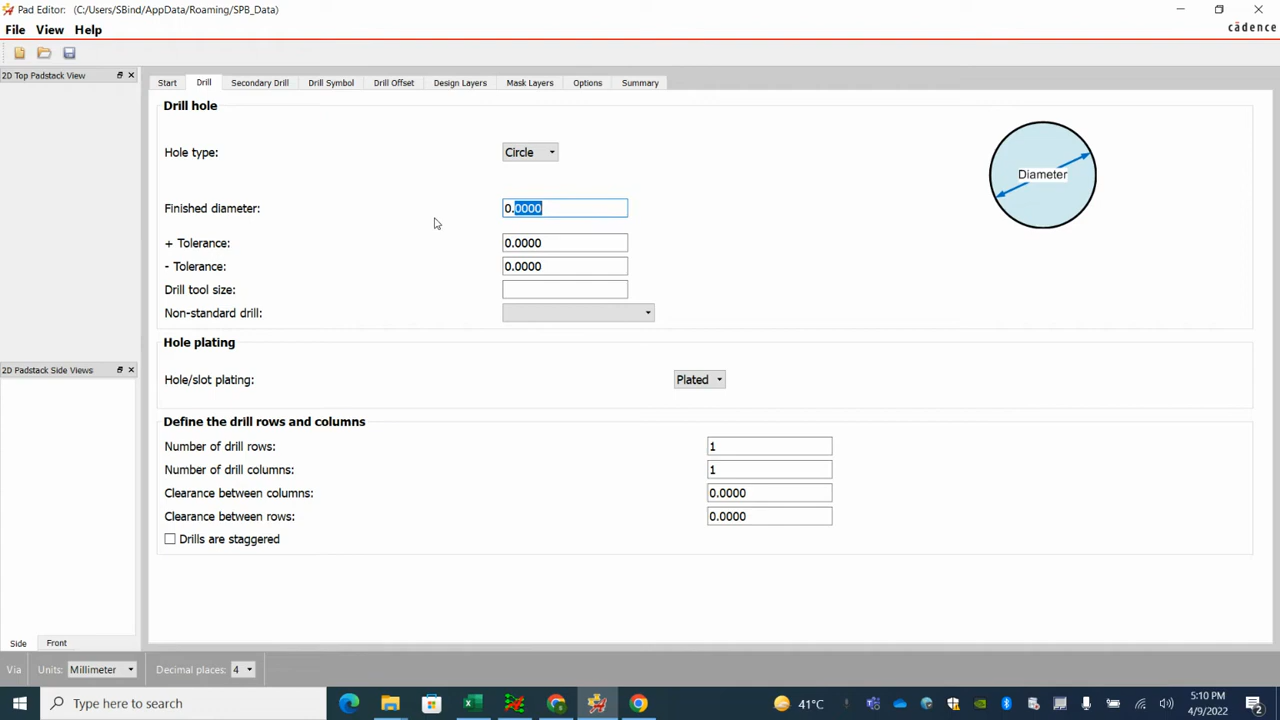 Pad Editor: (C:/Users/SBind/AppData/Roaming/SPB_Data)
File View Help
cādence
2D Top Padstack View
Start Drill Secondary Drill Drill Symbol Drill Offset Design Layers Mask Layers Options Summary
Drill hole
Hole type: Circle
Diameter
Finished diameter: 0.0000
+ Tolerance: 0.0000
- Tolerance: 0.0000
Drill tool size:
Non-standard drill:
Hole plating
2D Padstack Side Views
Hole/slot plating: Plated
Define the drill rows and columns
Number of drill rows: 1
Number of drill columns: 1
Clearance between columns: 0.0000
Clearance between rows: 0.0000
Drills are staggered
Side Front
Via Units: Millimeter Decimal places: 4
Type here to search
41°C
5:10 PM
4/9/2022
2